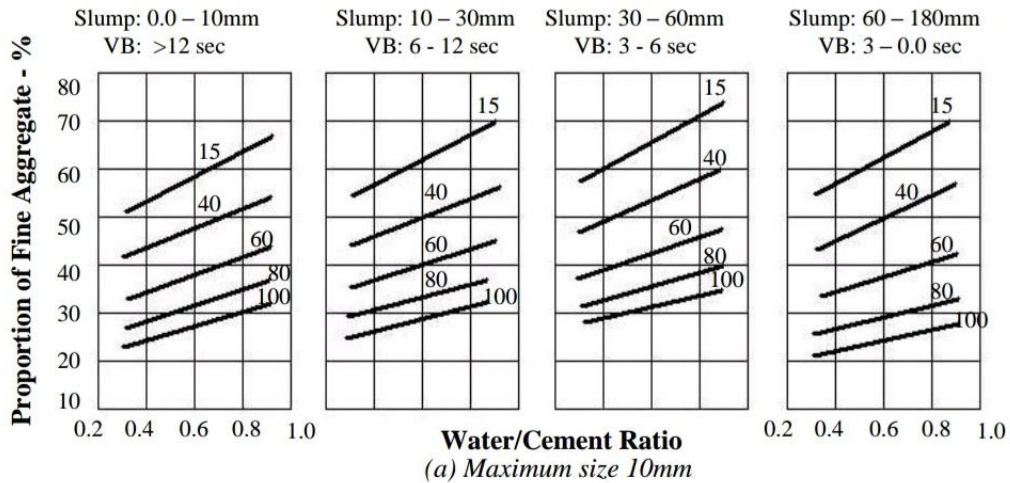 Slump: 0.0 – 10mm
VB: >12 sec
Slump: 10 – 30mm
VB: 6 - 12 sec
Slump: 30 – 60mm
VB: 3 - 6 sec
Slump: 60 – 180mm
VB: 3 – 0.0 sec
Proportion of Fine Aggregate - %
80
70
60
50
40
30
20
10
15
40
60
80
100
15
40
60
80
100
15
40
60
80
100
15
40
60
80
100
0.2 0.4 0.6 0.8 1.0
0.2 0.4 0.6 0.8 1.0
Water/Cement Ratio
(a) Maximum size 10mm